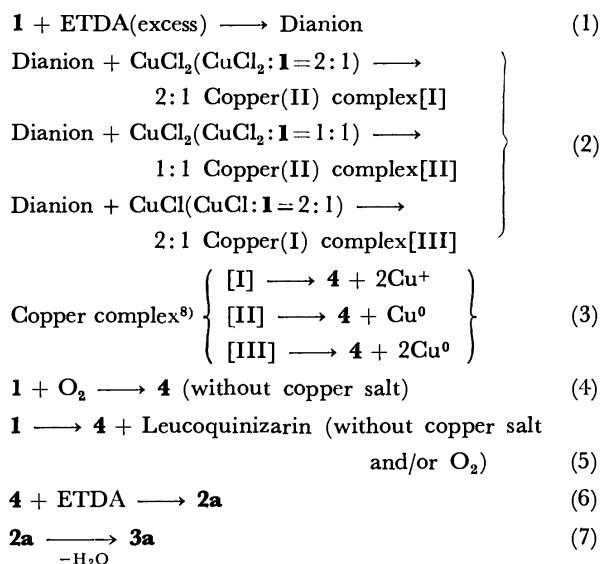 1 + ETDA(excess) ⟶ Dianion (1)
Dianion + CuCl₂(CuCl₂:1=2:1) ⟶
2:1 Copper(II) complex[I]
Dianion + CuCl₂(CuCl₂:1=1:1) ⟶
1:1 Copper(II) complex[II]
(2)
Dianion + CuCl(CuCl:1=2:1) ⟶
2:1 Copper(I) complex[III]
[I] ⟶ 4 + 2Cu⁺
Copper complex⁸⁾ { [II] ⟶ 4 + Cu⁰ } (3)
[III] ⟶ 4 + 2Cu⁰
1 + O₂ ⟶ 4 (without copper salt) (4)
1 ⟶ 4 + Leucoquinizarin (without copper salt
and/or O₂) (5)
4 + ETDA ⟶ 2a (6)
2a ⟶ 3a (7)
−H₂O